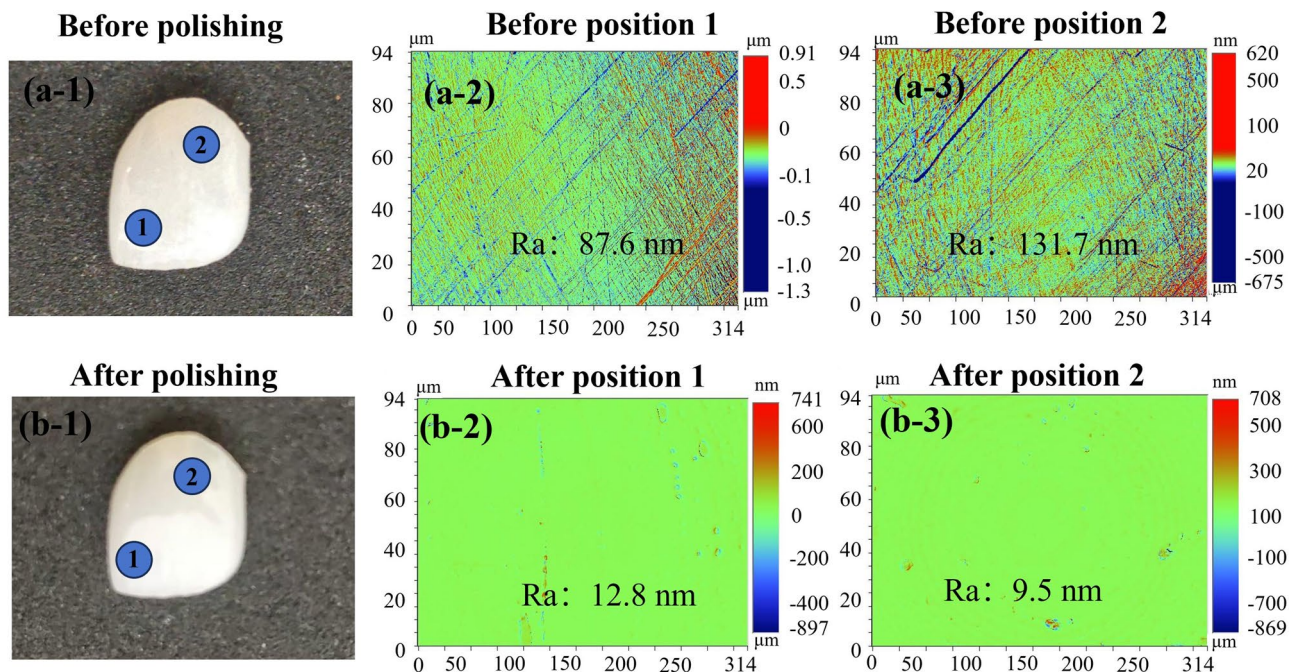 Before polishing
(a-1)
2
1
Before position 1
μm
94
80
60
40
20
0
(a-2)
Ra: 87.6 nm
0 50 100 150 200 250 314
μm
0.91
0.5
0
-0.1
-0.5
-1.0
-1.3
μm
Before position 2
μm
94
80
60
40
20
0
(a-3)
Ra: 131.7 nm
0 50 100 150 200 250 314
nm
620
500
100
20
-100
-500
-675
μm
After polishing
(b-1)
2
1
After position 1
μm
94
80
60
40
20
0
(b-2)
Ra: 12.8 nm
0 50 100 150 200 250 314
nm
741
600
200
0
-200
-400
-897
μm
After position 2
μm
94
80
60
40
20
0
(b-3)
Ra: 9.5 nm
0 50 100 150 200 250 314
nm
708
500
300
100
-100
-700
-869
μm